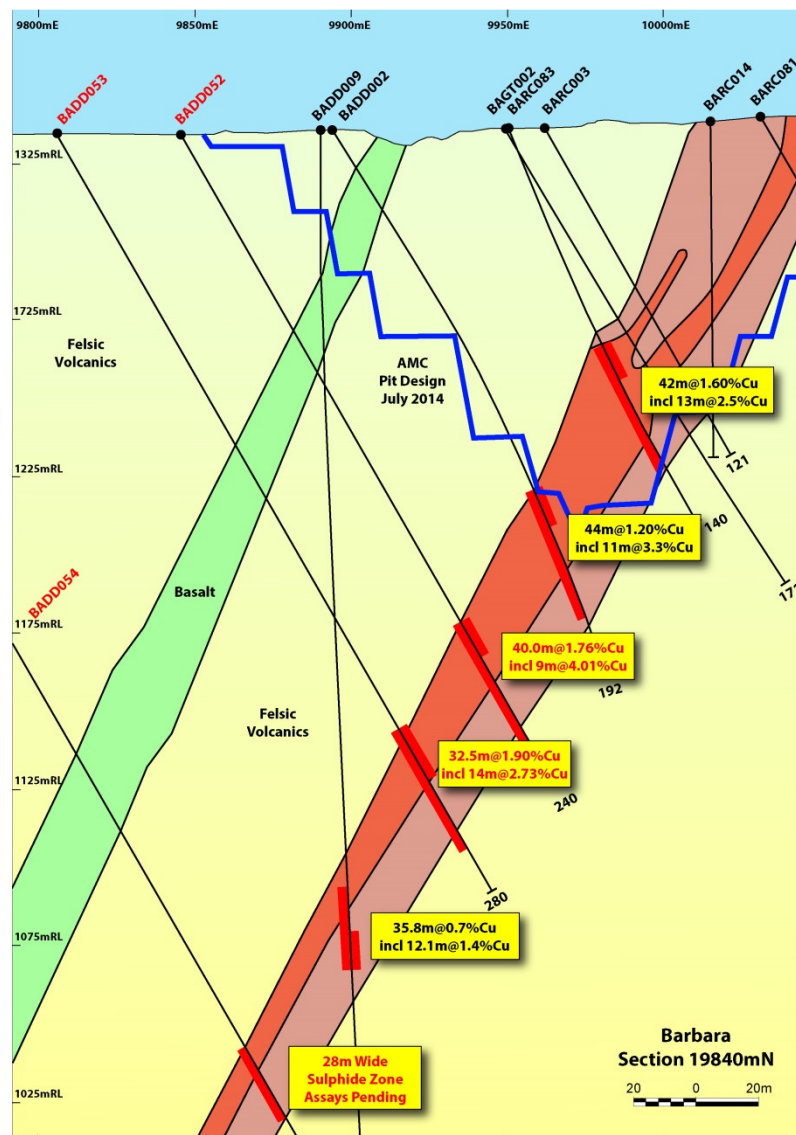 9800mE
9850mE
9900mE
9950mE
10000mE
BADD053
BADD052
BADD009
BADD002
BAGT002
BARC083
BARC003
BARC014
BARC081
1325mRL
1725mRL
Felsic
Volcanics
AMC
Pit Design
July 2014
42m@1.60%Cu
incl 13m@2.5%Cu
121
1225mRL
140
44m@1.20%Cu
incl 11m@3.3%Cu
BADD054
Basalt
1175mRL
40.0m@1.76%Cu
incl 9m@4.01%Cu
192
Felsic
Volcanics
32.5m@1.90%Cu
incl 14m@2.73%Cu
1125mRL
240
280
35.8m@0.7%Cu
incl 12.1m@1.4%Cu
1075mRL
Barbara
Section 19840mN
28m Wide
Sulphide Zone
Assays Pending
20 0 20m
1025mRL